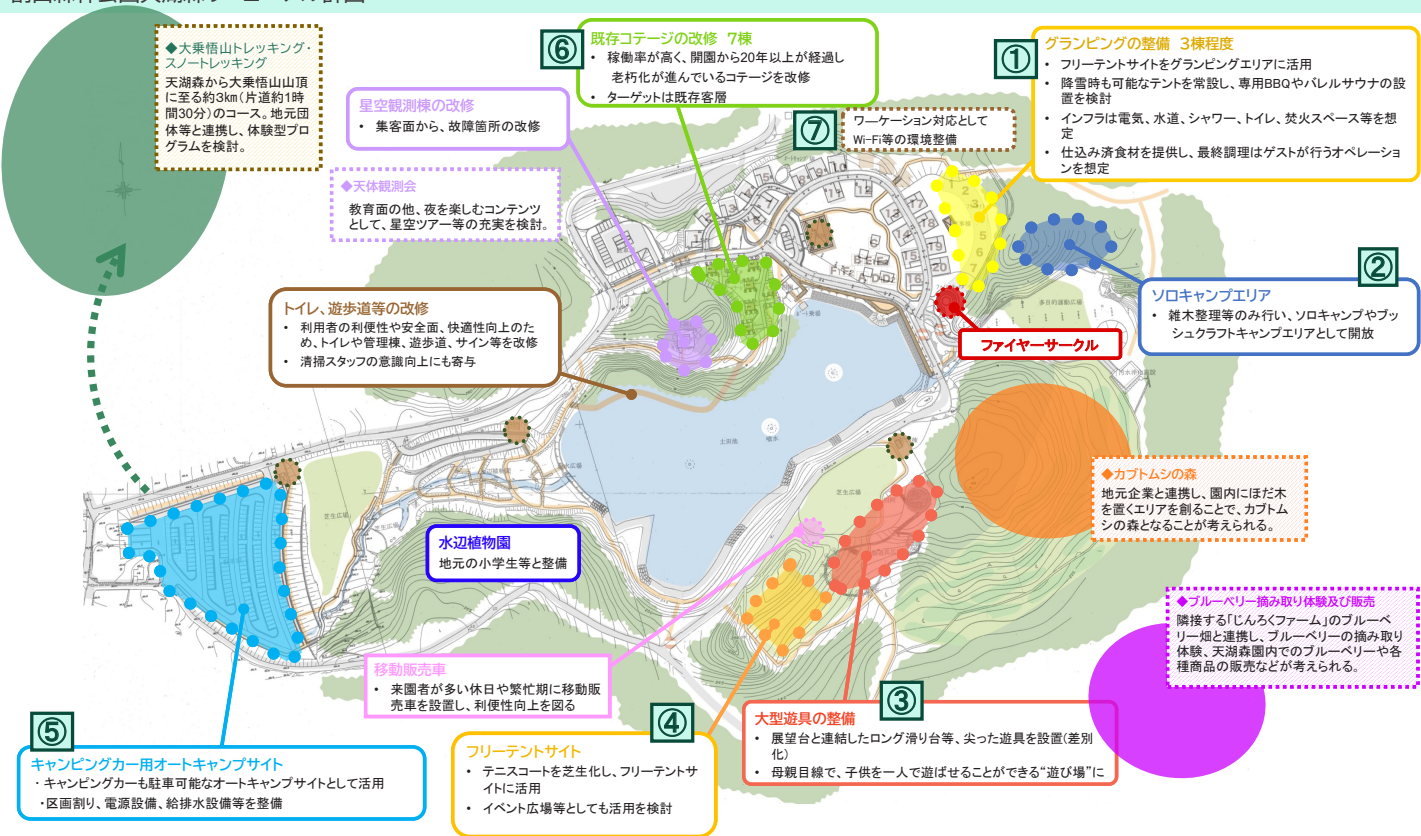 ◆大乗悟山トレッキング・
スノートレッキング
天湖森から大乗悟山山頂
に至る約3km(片道約1時
間30分)のコース。地元団
体等と連携し、体験型プロ
グラムを検討。
⑥
既存コテージの改修 7棟
• 稼働率が高く、開園から20年以上が経過し
老朽化が進んでいるコテージを改修
• ターゲットは既存客層
①
グランピングの整備 3棟程度
• フリーテントサイトをグランピングエリアに活用
• 降雪時も可能なテントを常設し、専用BBQやバレルサウナの設
置を検討
• インフラは電気、水道、シャワー、トイレ、焚火スペース等を想
定
• 仕込み済食材を提供し、最終調理はゲストが行うオペレーショ
ンを想定
星空観測棟の改修
• 集客面から、故障箇所の改修
⑦
ワーケーション対応として
Wi-Fi等の環境整備
◆天体観測会
教育面の他、夜を楽しむコンテンツ
として、星空ツアー等の充実を検討。
②
ソロキャンプエリア
• 雑木整理等のみ行い、ソロキャンプやブッ
シュクラフトキャンプエリアとして開放
トイレ、遊歩道等の改修
• 利用者の利便性や安全面、快適性向上のた
め、トイレや管理棟、遊歩道、サイン等を改修
• 清掃スタッフの意識向上にも寄与
ファイヤーサークル
多目的運動広場
土田池
噴水
芝生広場
芝生広場
芝生広場
◆カブトムシの森
地元企業と連携し、園内にほだ木
を置くエリアを創ることで、カブトム
シの森となることが考えられる。
水辺植物園
地元の小学生等と整備
◆ブルーベリー摘み取り体験及び販売
隣接する「じんろくファーム」のブルーベ
リー畑と連携し、ブルーベリーの摘み取り
体験、天湖森園内でのブルーベリーや各
種商品の販売などが考えられる。
移動販売車
• 来園者が多い休日や繁忙期に移動販
売車を設置し、利便性向上を図る
③
大型遊具の整備
• 展望台と連結したロング滑り台等、尖った遊具を設置(差別
化)
• 母親目線で、子供を一人で遊ばせることができる“遊び場”に
④
フリーテントサイト
• テニスコートを芝生化し、フリーテントサ
イトに活用
• イベント広場等としても活用を検討
⑤
キャンピングカー用オートキャンプサイト
・キャンピングカーも駐車可能なオートキャンプサイトとして活用
・区画割り、電源設備、給排水設備等を整備